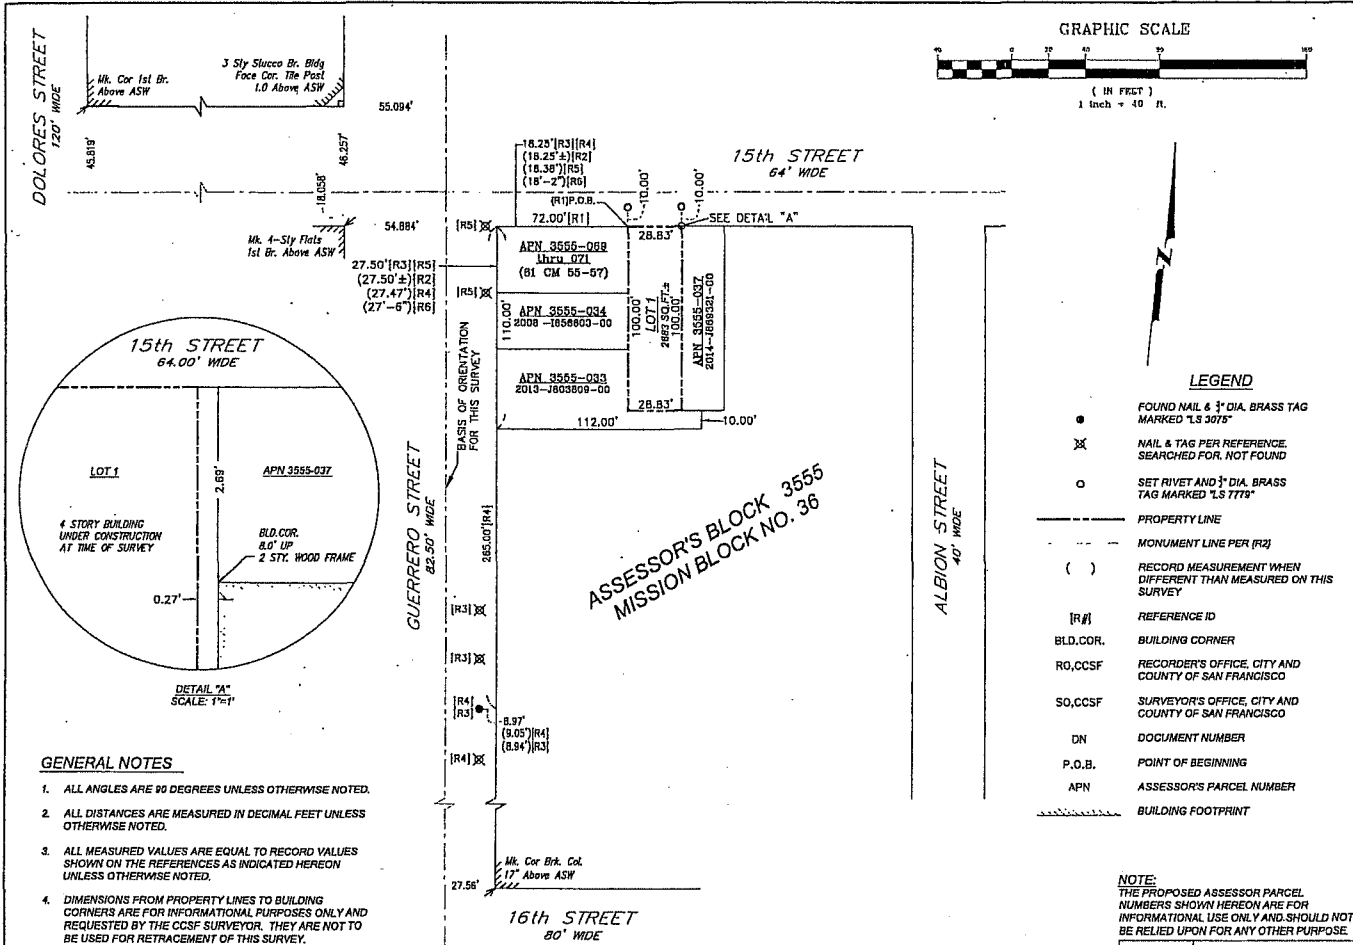 GRAPHIC SCALE
( IN FEET )
1 inch = 40 ft.
DOLORES STREET
120' WIDE
Mk. Cor 1st Br.
Above ASW
3 Sly Stucco Br. Bldg
Face Cor. Tile Post
1.0 Above ASW
55.094'
45.819'
46.257'
18.058'
54.884'
Mk. 4-Sly Flats
1st Br. Above ASW
18.25'[R3][R4]
(18.25'±)[R2]
(18.38')[R5]
(18'-2")[R6]
15th STREET
64' WIDE
10.00'
10.00'
[R1]P.O.B.
72.00'[R1]
SEE DETAIL "A"
[R5]
28.83'
27.50'[R3][R5]
(27.50'±)[R2]
(27.47')[R4]
(27'-6")[R6]
[R5]
APN 3555-069
thru 071
(81 CM 55-57)
APN 3555-034
2008 -I656603-00
APN 3555-033
2013-J803809-00
110.00'
100.00'
LOT 1
2883 SQ.FT.±
100.00'
APN 3555-037
2014-J869321-00
28.83'
112.00'
10.00'
BASIS OF ORIENTATION
FOR THIS SURVEY
GUERRERO STREET
82.50' WIDE
265.00'[R4]
ASSESSOR'S BLOCK 3555
MISSION BLOCK NO. 36
ALBION STREET
40' WIDE
[R3]
[R3]
[R4]
[R3]
8.97'
(9.05')[R4]
(8.94')[R3]
[R4]
Mk. Cor Brk. Col.
17" Above ASW
27.56'
16th STREET
80' WIDE
15th STREET
64.00' WIDE
LOT 1
2.69'
APN 3555-037
4 STORY BUILDING
UNDER CONSTRUCTION
AT TIME OF SURVEY
BLD.COR.
8.0' UP
2 STY. WOOD FRAME
0.27'
DETAIL "A"
SCALE: 1"=1'
GENERAL NOTES
1. ALL ANGLES ARE 90 DEGREES UNLESS OTHERWISE NOTED.
2. ALL DISTANCES ARE MEASURED IN DECIMAL FEET UNLESS
OTHERWISE NOTED.
3. ALL MEASURED VALUES ARE EQUAL TO RECORD VALUES
SHOWN ON THE REFERENCES AS INDICATED HEREON
UNLESS OTHERWISE NOTED.
4. DIMENSIONS FROM PROPERTY LINES TO BUILDING
CORNERS ARE FOR INFORMATIONAL PURPOSES ONLY AND
REQUESTED BY THE CCSF SURVEYOR. THEY ARE NOT TO
BE USED FOR RETRACEMENT OF THIS SURVEY.
N
LEGEND
FOUND NAIL & ¾" DIA. BRASS TAG
MARKED "LS 3075"
NAIL & TAG PER REFERENCE.
SEARCHED FOR, NOT FOUND
SET RIVET AND ¾" DIA. BRASS
TAG MARKED "LS 7779"
PROPERTY LINE
MONUMENT LINE PER [R2]
( ) RECORD MEASUREMENT WHEN
DIFFERENT THAN MEASURED ON THIS
SURVEY
[R#] REFERENCE ID
BLD.COR. BUILDING CORNER
RO,CCSF RECORDER'S OFFICE, CITY AND
COUNTY OF SAN FRANCISCO
SO,CCSF SURVEYOR'S OFFICE, CITY AND
COUNTY OF SAN FRANCISCO
DN DOCUMENT NUMBER
P.O.B. POINT OF BEGINNING
APN ASSESSOR'S PARCEL NUMBER
BUILDING FOOTPRINT
NOTE:
THE PROPOSED ASSESSOR PARCEL
NUMBERS SHOWN HEREON ARE FOR
INFORMATIONAL USE ONLY AND SHOULD NOT
BE RELIED UPON FOR ANY OTHER PURPOSE.